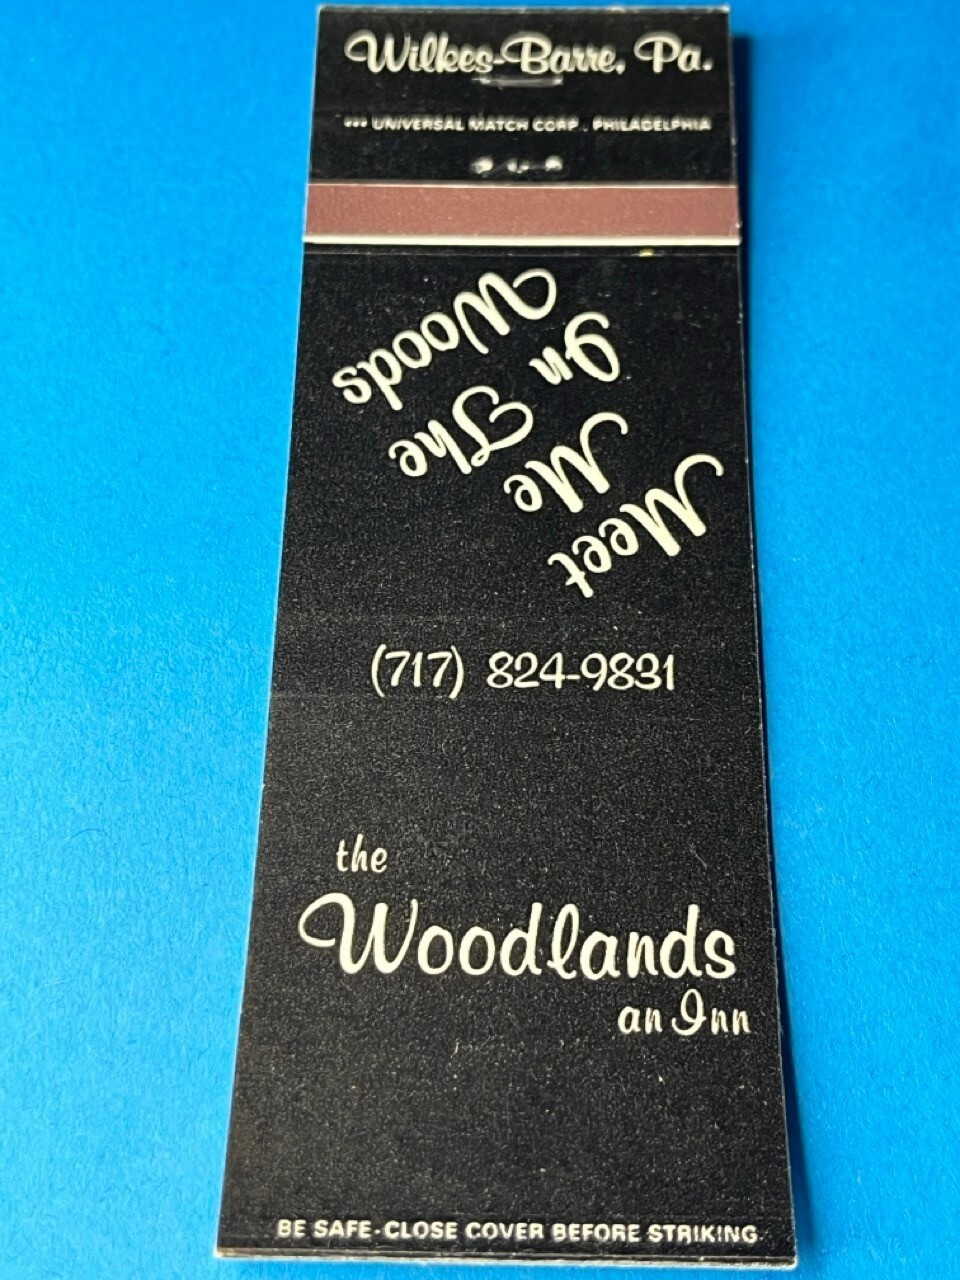 Wilkes-Barre, Pa.
••• UNIVERSAL MATCH CORP., PHILADELPHIA
Meet
Me
In The
Woods
(717) 824-9831
the
Woodlands
an Inn
BE SAFE-CLOSE COVER BEFORE STRIKING